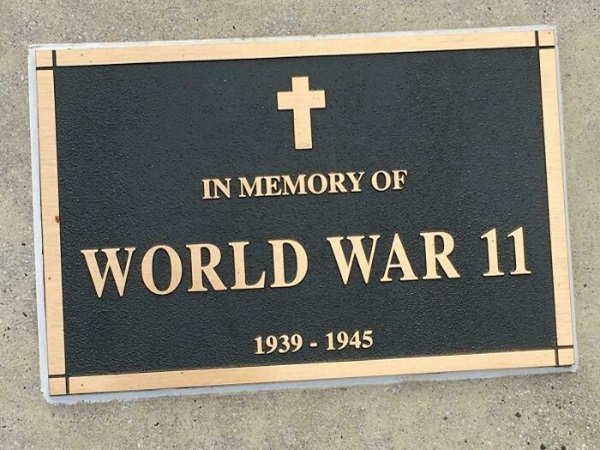 IN MEMORY OF
WORLD WAR 11
1939 - 1945